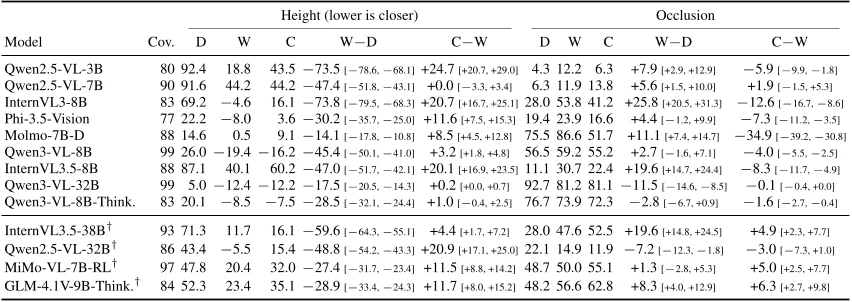 Height (lower is closer) Occlusion
Model Cov. D W C W−D C−W D W C W−D C−W
Qwen2.5-VL-3B 80 92.4 18.8 43.5 −73.5 [−78.6, −68.1] +24.7 [+20.7, +29.0] 4.3 12.2 6.3 +7.9 [+2.9, +12.9] −5.9 [−9.9, −1.8]
Qwen2.5-VL-7B 90 91.6 44.2 44.2 −47.4 [−51.8, −43.1] +0.0 [−3.3, +3.4] 6.3 11.9 13.8 +5.6 [+1.5, +10.0] +1.9 [−1.5, +5.3]
InternVL3-8B 83 69.2 −4.6 16.1 −73.8 [−79.5, −68.3] +20.7 [+16.7, +25.1] 28.0 53.8 41.2 +25.8 [+20.5, +31.3] −12.6 [−16.7, −8.6]
Phi-3.5-Vision 77 22.2 −8.0 3.6 −30.2 [−35.7, −25.0] +11.6 [+7.5, +15.3] 19.4 23.9 16.6 +4.4 [−1.2, +9.9] −7.3 [−11.2, −3.5]
Molmo-7B-D 88 14.6 0.5 9.1 −14.1 [−17.8, −10.8] +8.5 [+4.5, +12.8] 75.5 86.6 51.7 +11.1 [+7.4, +14.7] −34.9 [−39.2, −30.8]
Qwen3-VL-8B 99 26.0 −19.4 −16.2 −45.4 [−50.1, −41.0] +3.2 [+1.8, +4.8] 56.5 59.2 55.2 +2.7 [−1.6, +7.1] −4.0 [−5.5, −2.5]
InternVL3.5-8B 88 87.1 40.1 60.2 −47.0 [−51.7, −42.1] +20.1 [+16.9, +23.5] 11.1 30.7 22.4 +19.6 [+14.7, +24.4] −8.3 [−11.7, −4.9]
Qwen3-VL-32B 99 5.0 −12.4 −12.2 −17.5 [−20.5, −14.3] +0.2 [+0.0, +0.7] 92.7 81.2 81.1 −11.5 [−14.6, −8.5] −0.1 [−0.4, +0.0]
Qwen3-VL-8B-Think. 83 20.1 −8.5 −7.5 −28.5 [−32.1, −24.4] +1.0 [−0.4, +2.5] 76.7 73.9 72.3 −2.8 [−6.7, +0.9] −1.6 [−2.7, −0.4]
InternVL3.5-38B† 93 71.3 11.7 16.1 −59.6 [−64.3, −55.1] +4.4 [+1.7, +7.2] 28.0 47.6 52.5 +19.6 [+14.8, +24.5] +4.9 [+2.3, +7.7]
Qwen2.5-VL-32B† 86 43.4 −5.5 15.4 −48.8 [−54.2, −43.3] +20.9 [+17.1, +25.0] 22.1 14.9 11.9 −7.2 [−12.3, −1.8] −3.0 [−7.3, +1.0]
MiMo-VL-7B-RL† 97 47.8 20.4 32.0 −27.4 [−31.7, −23.4] +11.5 [+8.8, +14.2] 48.7 50.0 55.1 +1.3 [−2.8, +5.3] +5.0 [+2.5, +7.7]
GLM-4.1V-9B-Think.† 84 52.3 23.4 35.1 −28.9 [−33.4, −24.3] +11.7 [+8.0, +15.2] 48.2 56.6 62.8 +8.3 [+4.0, +12.9] +6.3 [+2.7, +9.8]